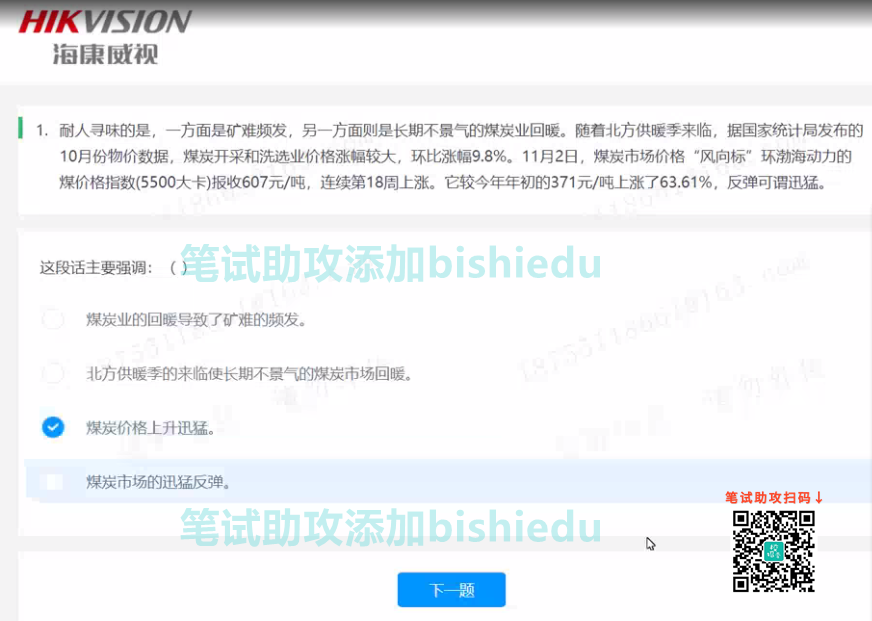 HIKVISION
海康威视
1. 耐人寻味的是，一方面是矿难频发，另一方面则是长期不景气的煤炭业回暖。随着北方供暖季来临，据国家统计局发布的
10月份物价数据，煤炭开采和洗选业价格涨幅较大，环比涨幅9.8%。11月2日，煤炭市场价格“风向标”环渤海动力的
煤价格指数(5500大卡)报收607元/吨，连续第18周上涨。它较今年年初的371元/吨上涨了63.61%，反弹可谓迅猛。
这段话主要强调：（ ）
笔试助攻添加bishiedu
煤炭业的回暖导致了矿难的频发。
北方供暖季的来临使长期不景气的煤炭市场回暖。
煤炭价格上升迅猛。
煤炭市场的迅猛反弹。
笔试助攻扫码↓
笔试助攻添加bishiedu
下一题